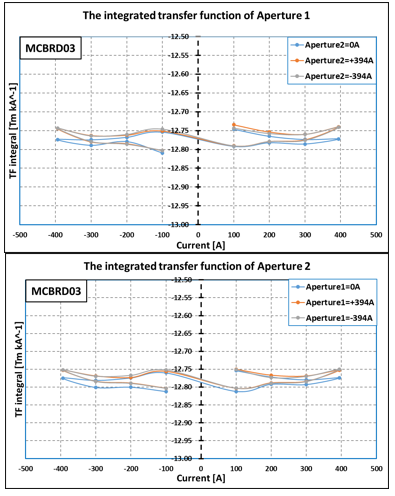 The integrated transfer function of Aperture 1
MCBRD03
Aperture2=0A
Aperture2=+394A
Aperture2=-394A
TF integral [Tm kA^-1]
-12.50
-12.55
-12.60
-12.65
-12.70
-12.75
-12.80
-12.85
-12.90
-12.95
-13.00
-500 -400 -300 -200 -100 0 100 200 300 400 500
Current [A]
The integrated transfer function of Aperture 2
MCBRD03
Aperture1=0A
Aperture1=+394A
Aperture1=-394A
TF integral [Tm kA^-1]
-12.50
-12.55
-12.60
-12.65
-12.70
-12.75
-12.80
-12.85
-12.90
-12.95
-13.00
-500 -400 -300 -200 -100 0 100 200 300 400 500
Current [A]